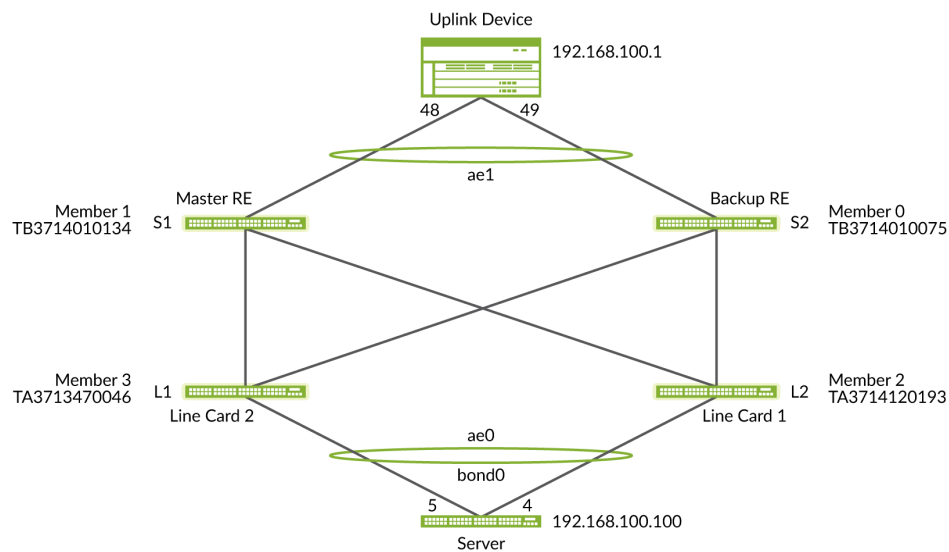 Uplink Device
192.168.100.1
48
49
ae1
Master RE
Backup RE
Member 1
TB3714010134
S1
S2
Member 0
TB3714010075
Member 3
TA3713470046
L1
L2
Member 2
TA3714120193
Line Card 2
Line Card 1
ae0
bond0
5
4
192.168.100.100
Server